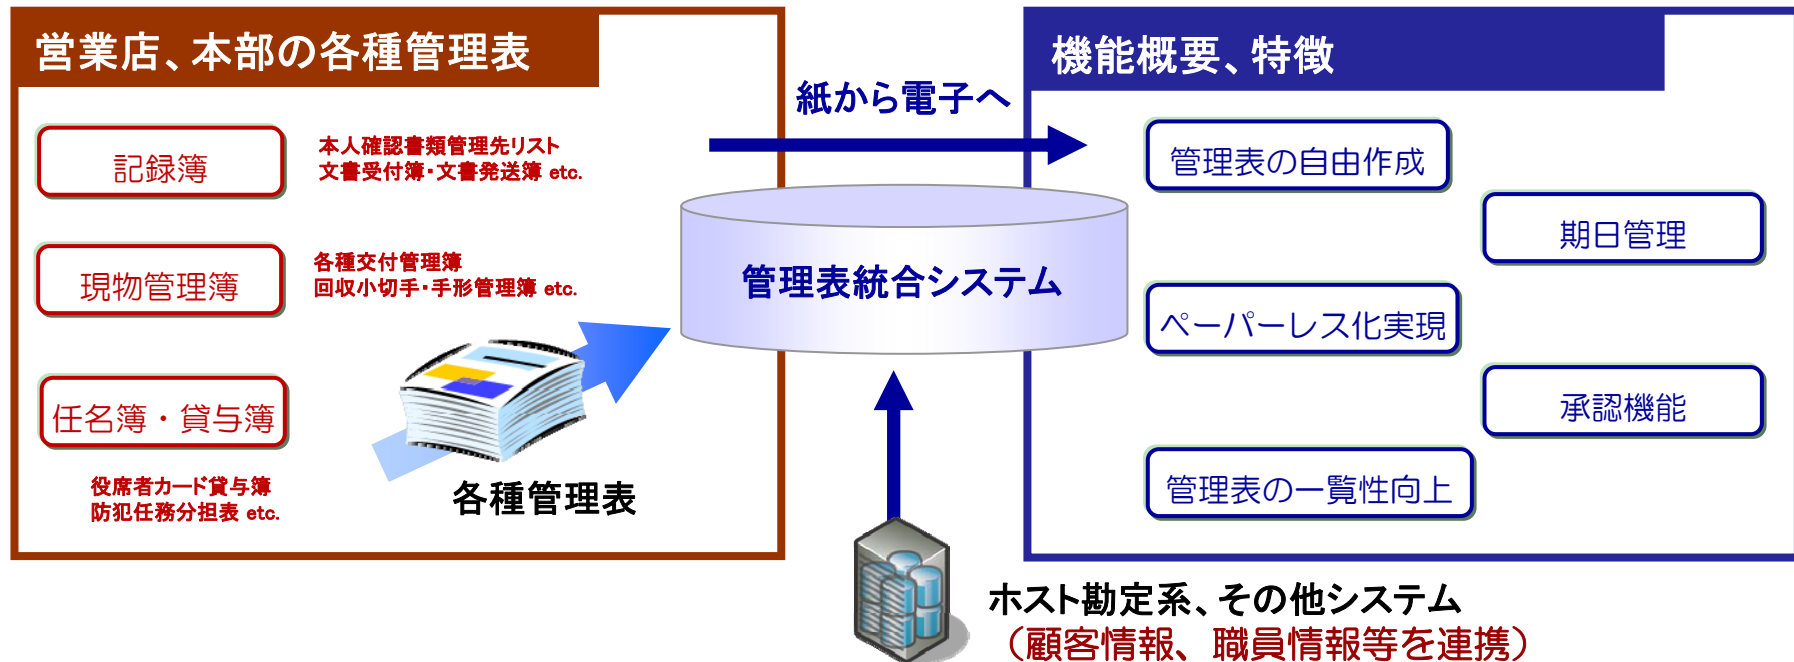 営業店、本部の各種管理表
記録簿
本人確認書類管理先リスト
文書受付簿・文書発送簿 etc.
現物管理簿
各種交付管理簿
回収小切手・手形管理簿 etc.
任名簿・貸与簿
役席者カード貸与簿
防犯任務分担表 etc.
各種管理表
紙から電子へ
管理表統合システム
機能概要、特徴
管理表の自由作成
期日管理
ペーパーレス化実現
承認機能
管理表の一覧性向上
ホスト勘定系、その他システム
（顧客情報、職員情報等を連携）